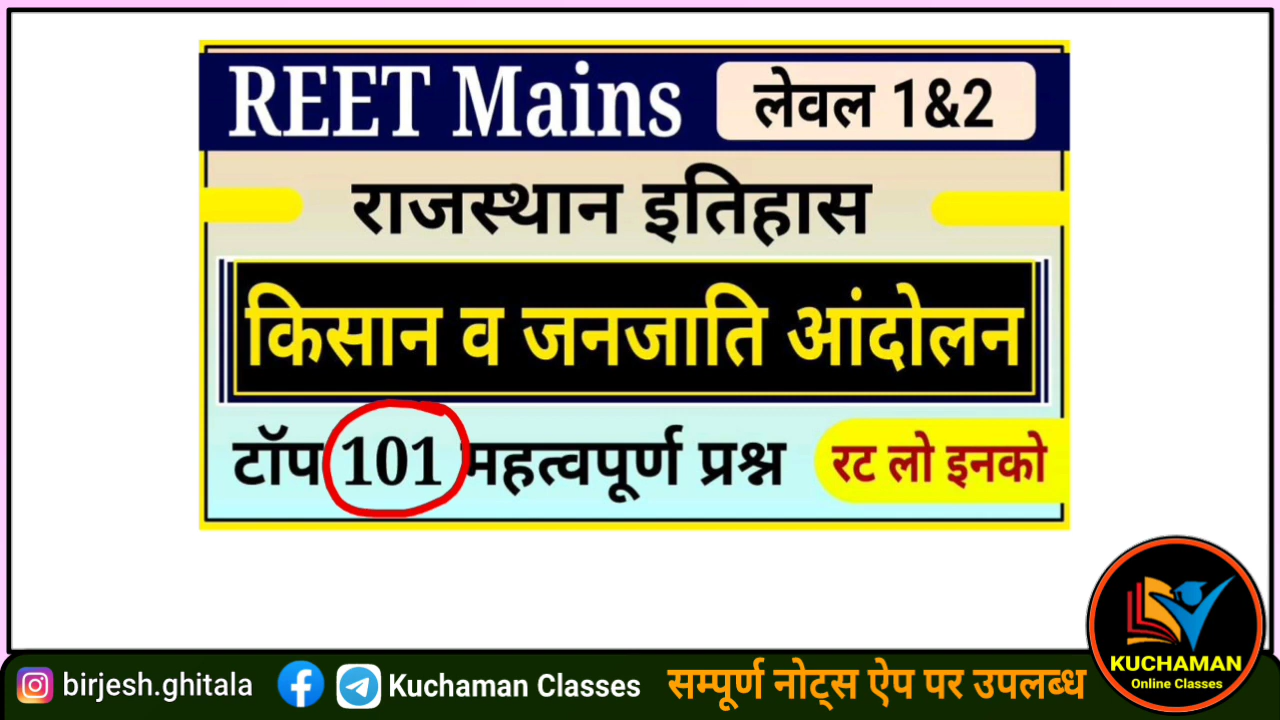 REET Mains लेवल 1&2
राजस्थान इतिहास
किसान व जनजाति आंदोलन
टॉप 101 महत्वपूर्ण प्रश्न रट लो इनको
birjesh.ghitala Kuchaman Classes सम्पूर्ण नोट्स ऐप पर उपलब्ध
KUCHAMAN
Online Classes